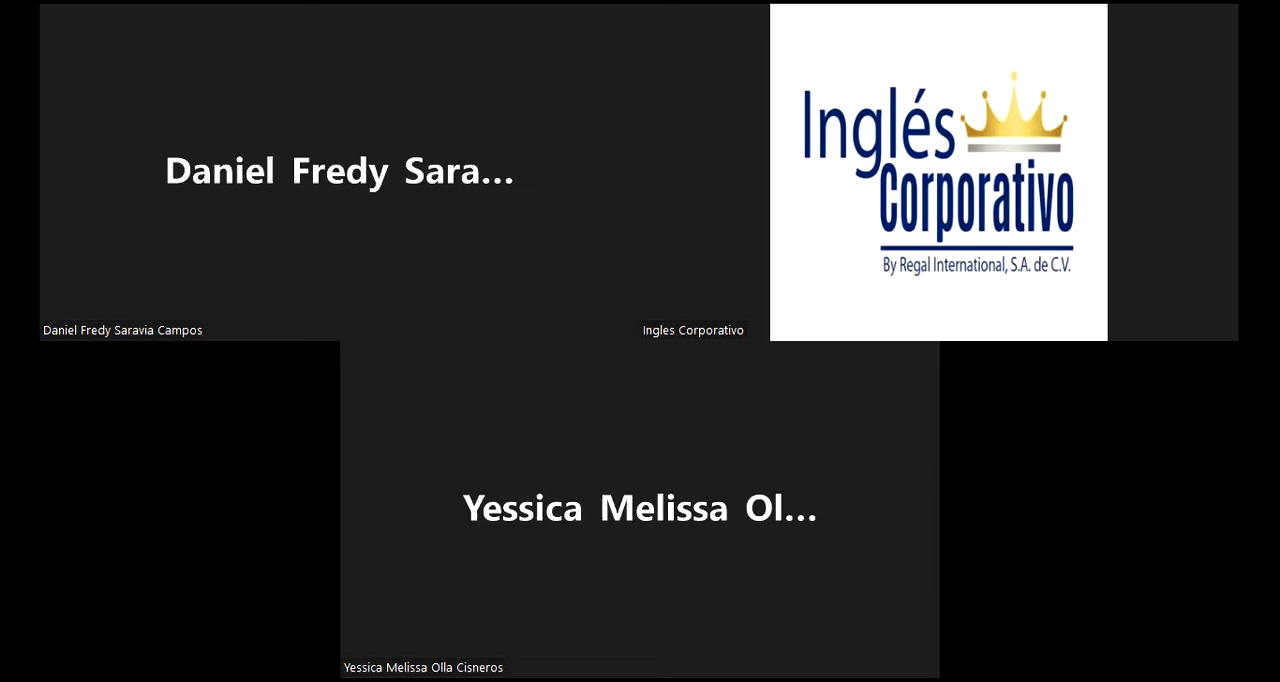 Daniel Fredy Sara...
Inglés
Corporativo
By Regal International, S.A. de C.V.
Daniel Fredy Saravia Campos
Ingles Corporativo
Yessica Melissa Ol...
Yessica Melissa Olla Cisneros